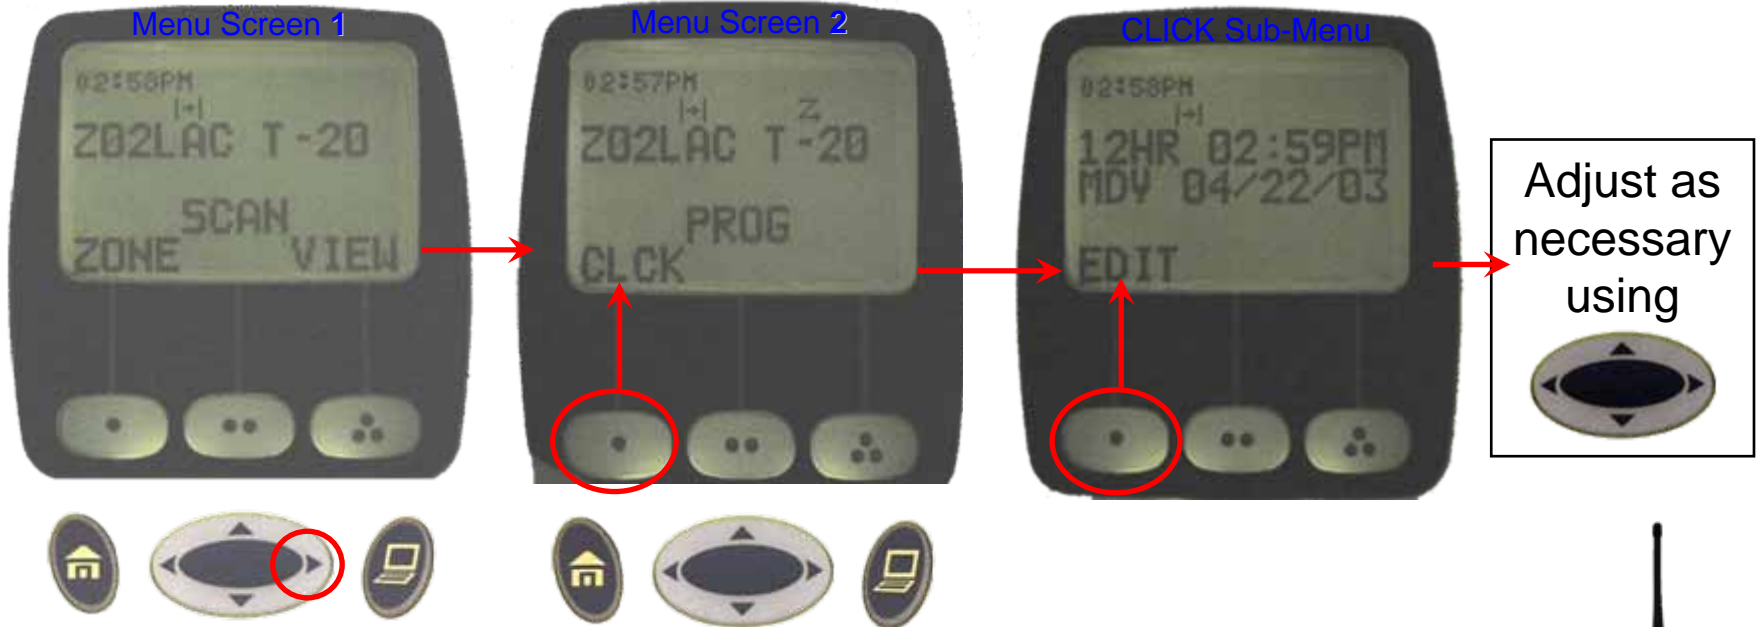 Menu Screen 1
02:58PM
Z02LAC T-20
SCAN
ZONE VIEW
Menu Screen 2
02:57PM
Z
Z02LAC T-20
PROG
CLCK
CLICK Sub-Menu
02:58PM
12HR 02:59PM
MDY 04/22/03
EDIT
Adjust as
necessary
using